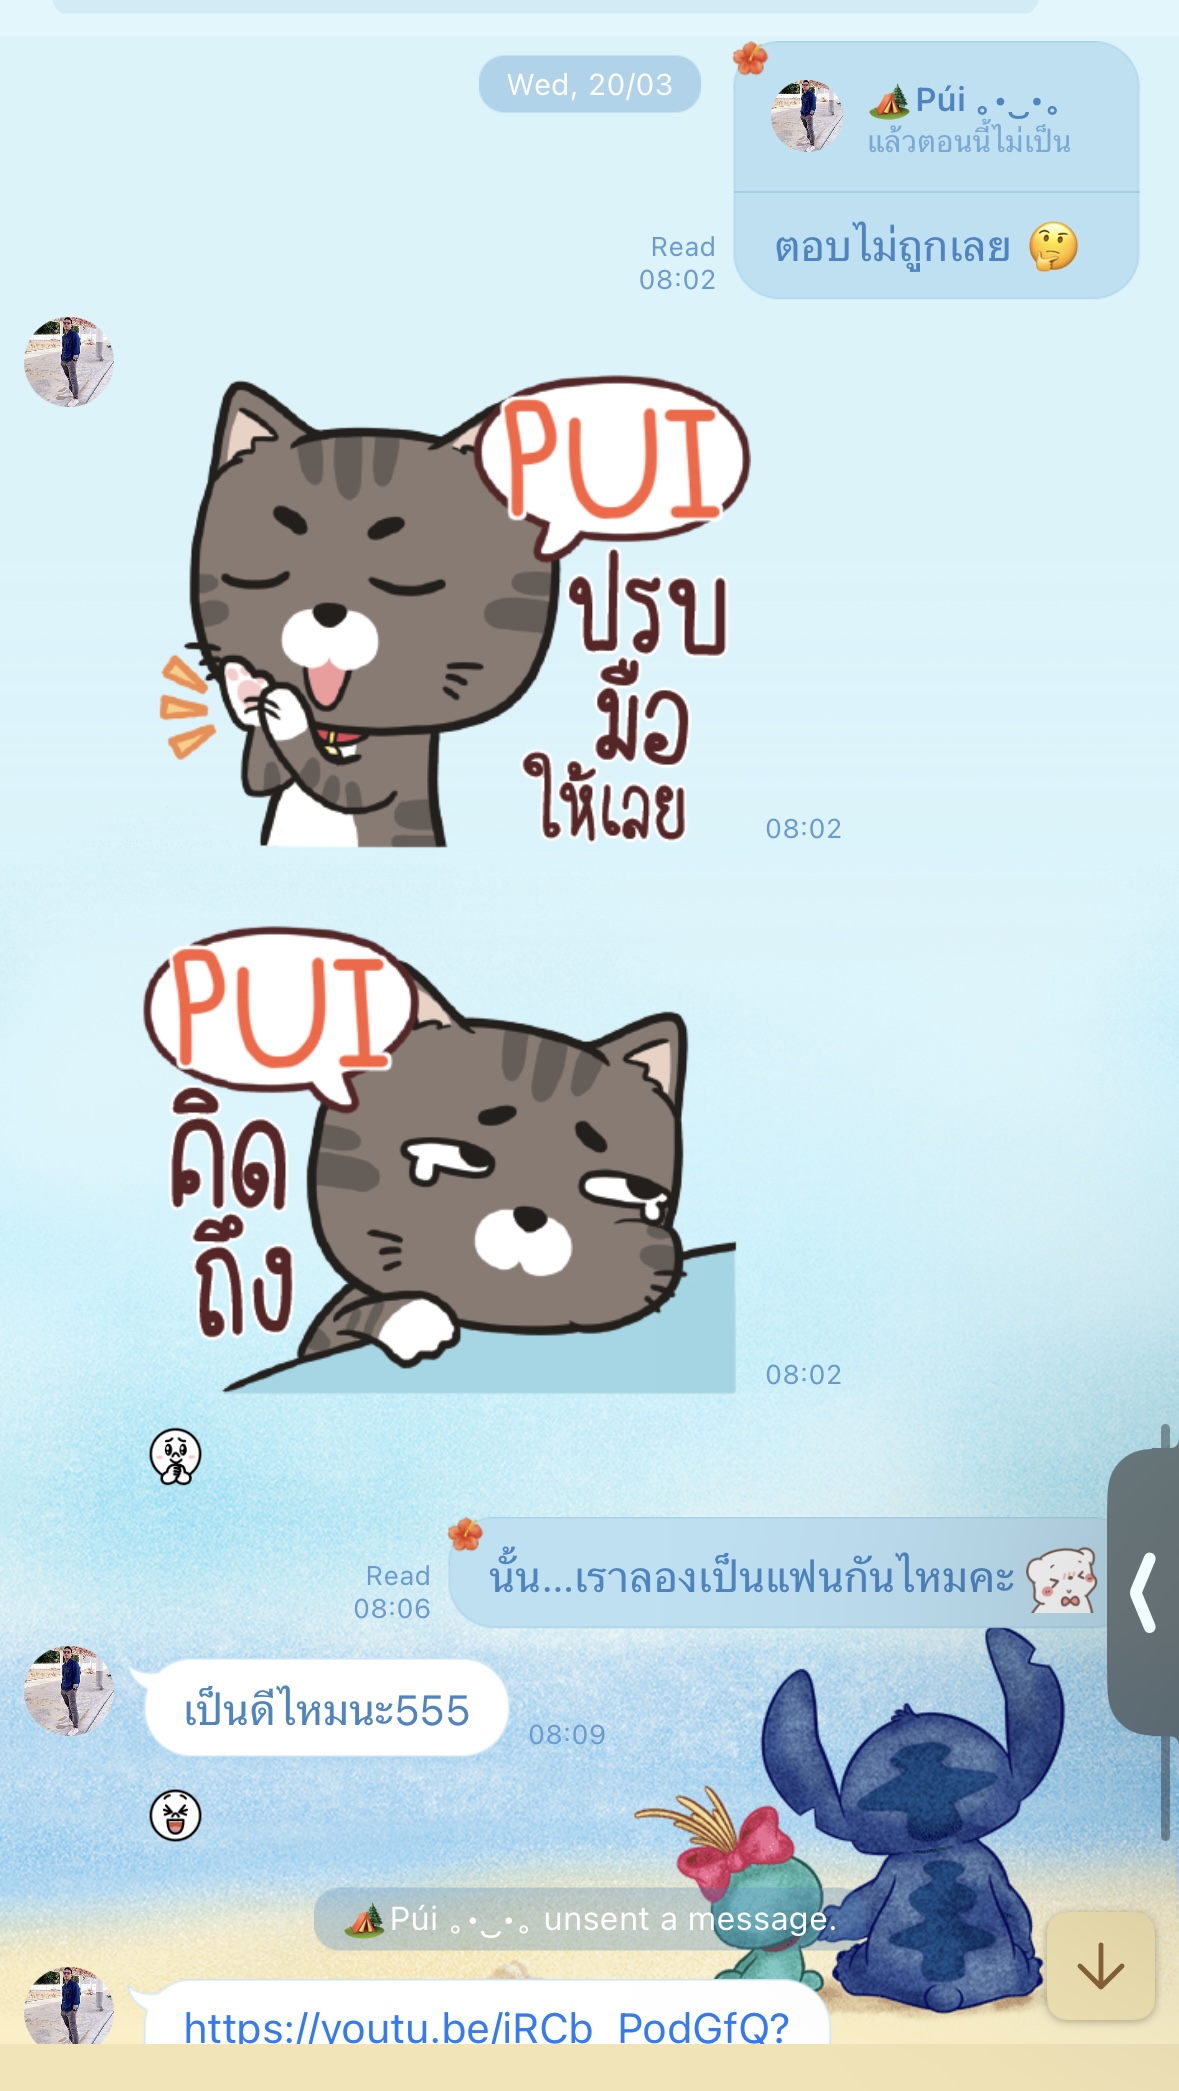 Wed, 20/03
Púi
แล้วตอนนี้ไม่เป็น
ตอบไม่ถูกเลย
Read
08:02
PUI
ปรบ
มือ
ให้เลย
08:02
PUI
คิด
ถึง
08:02
นั้น...เราลองเป็นแฟนกันไหมคะ
Read
08:06
เป็นดีไหมนะ555
08:09
Púi unsent a message.
https://youtu.be/iRCb_PodGfQ?